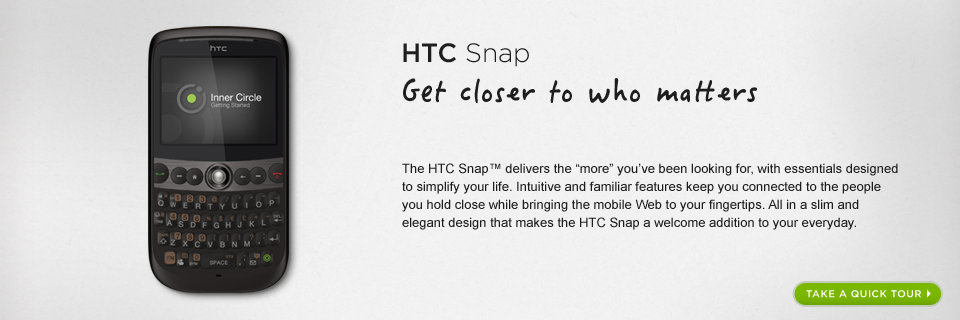 HTC Snap
Get closer to who matters
The HTC Snap™ delivers the “more” you’ve been looking for, with essentials designed
to simplify your life. Intuitive and familiar features keep you connected to the people
you hold close while bringing the mobile Web to your fingertips. All in a slim and
elegant design that makes the HTC Snap a welcome addition to your everyday.
TAKE A QUICK TOUR
hTC
Inner Circle
Getting Started
Q W E R T Y U I O P
A S D F G H J K L
Z X C V B N M
SPACE